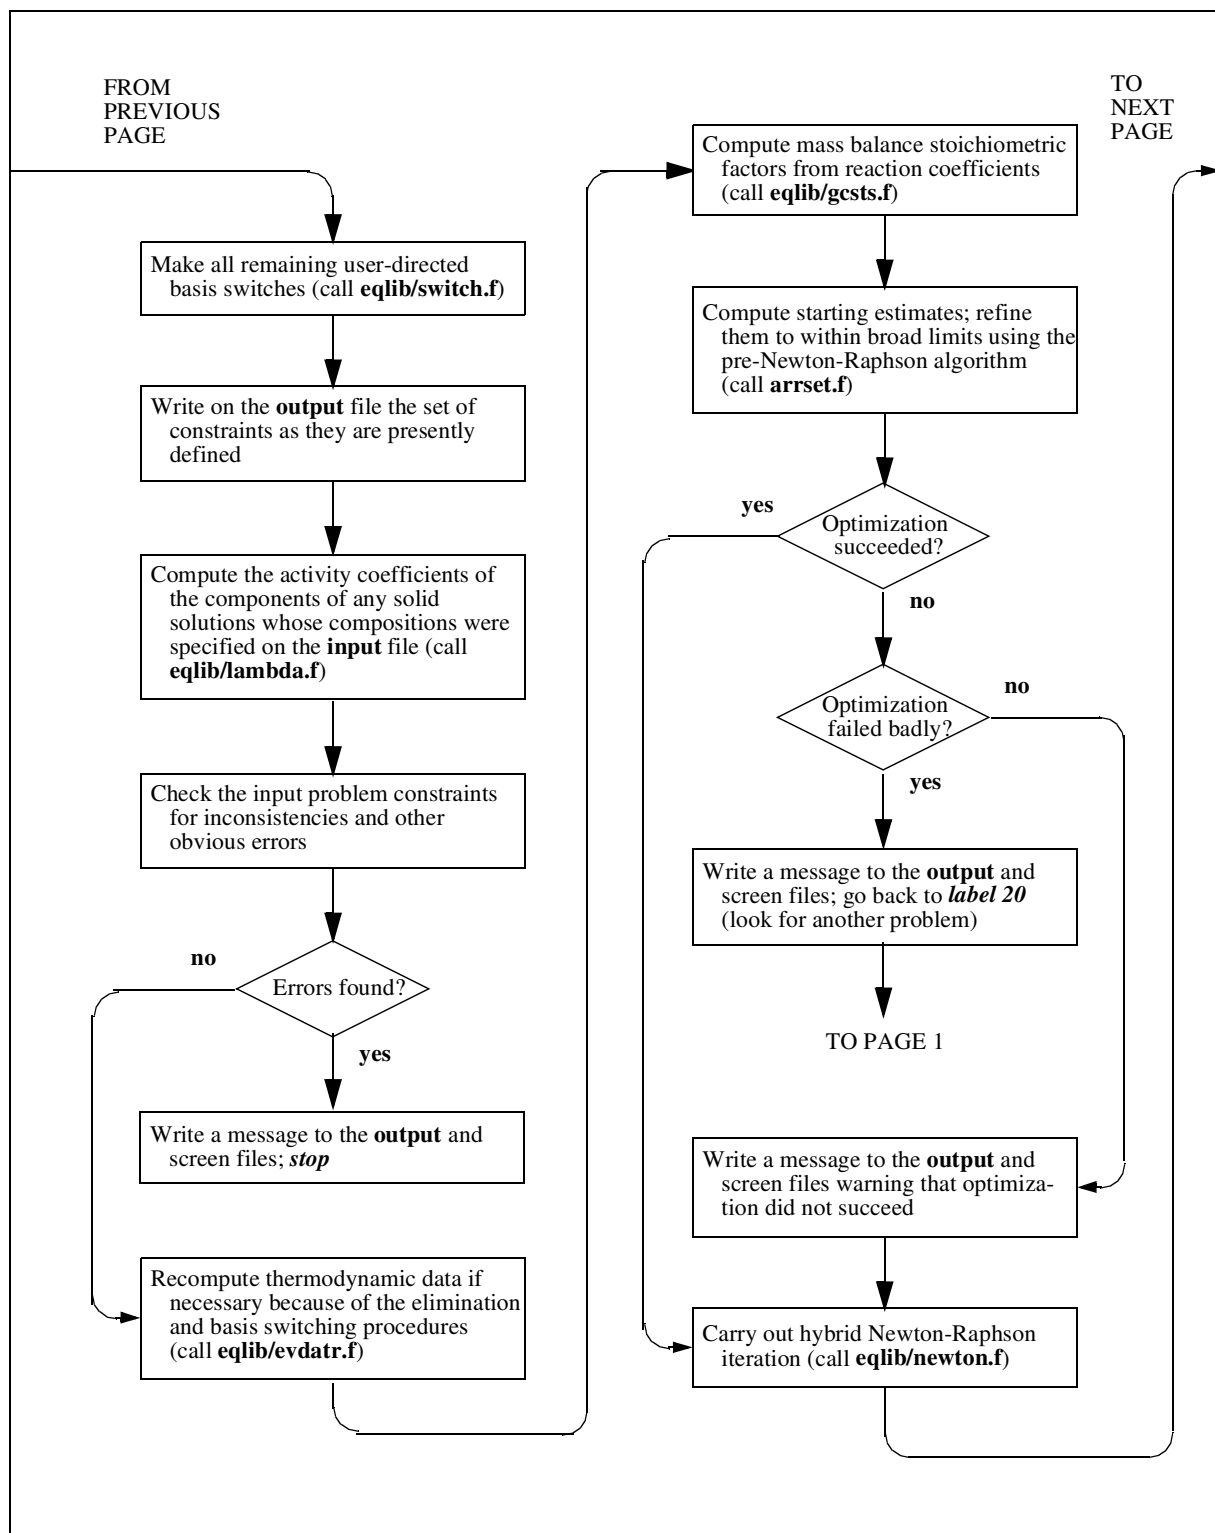 FROM
PREVIOUS
PAGE
Make all remaining user-directed
basis switches (call eqlib/switch.f)
Write on the output file the set of
constraints as they are presently
defined
Compute the activity coefficients of
the components of any solid
solutions whose compositions were
specified on the input file (call
eqlib/lambda.f)
Check the input problem constraints
for inconsistencies and other
obvious errors
no
Errors found?
yes
Write a message to the output and
screen files; stop
Recompute thermodynamic data if
necessary because of the elimination
and basis switching procedures
(call eqlib/evdatr.f)
TO
NEXT
PAGE
Compute mass balance stoichiometric
factors from reaction coefficients
(call eqlib/gcsts.f)
Compute starting estimates; refine
them to within broad limits using the
pre-Newton-Raphson algorithm
(call arrset.f)
yes
Optimization
succeeded?
no
Optimization
failed badly?
no
yes
Write a message to the output and
screen files; go back to label 20
(look for another problem)
TO PAGE 1
Write a message to the output and
screen files warning that optimiza-
tion did not succeed
Carry out hybrid Newton-Raphson
iteration (call eqlib/newton.f)